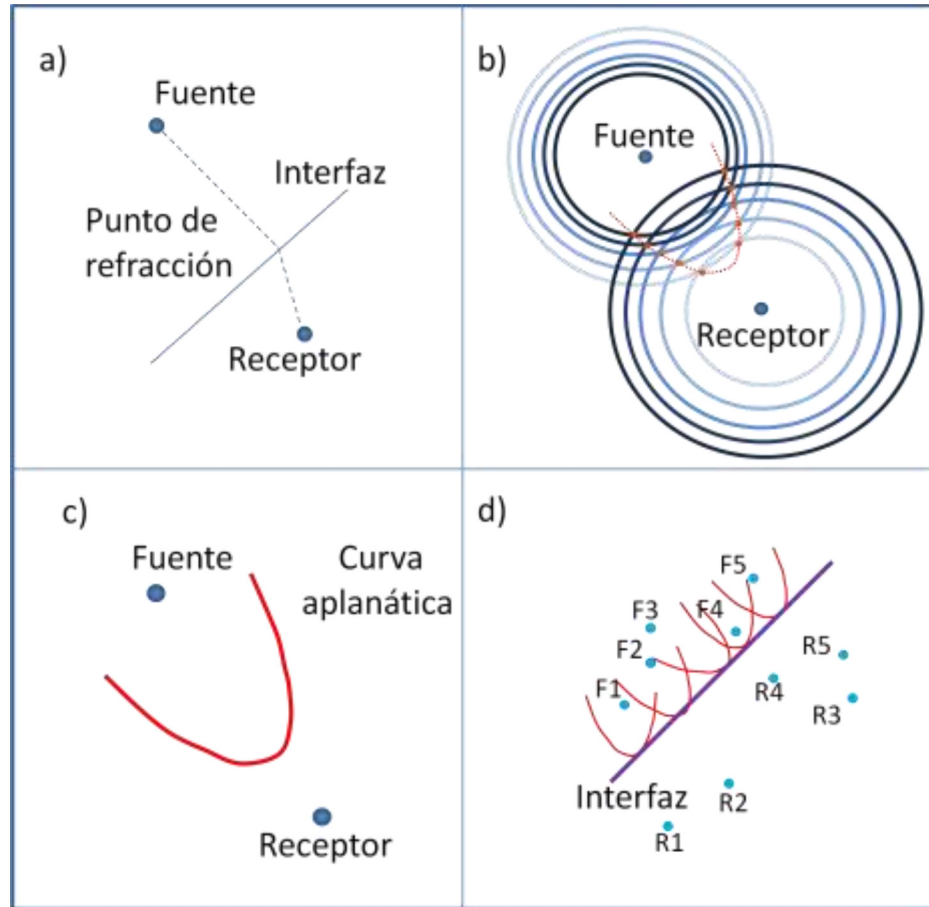 a)
Fuente
Interfaz
Punto de
refracción
Receptor
b)
Fuente
Receptor
c)
Fuente
Curva
aplanática
Receptor
d)
F5
F3
F4
F2
R5
F1
R4
R3
Interfaz
R2
R1